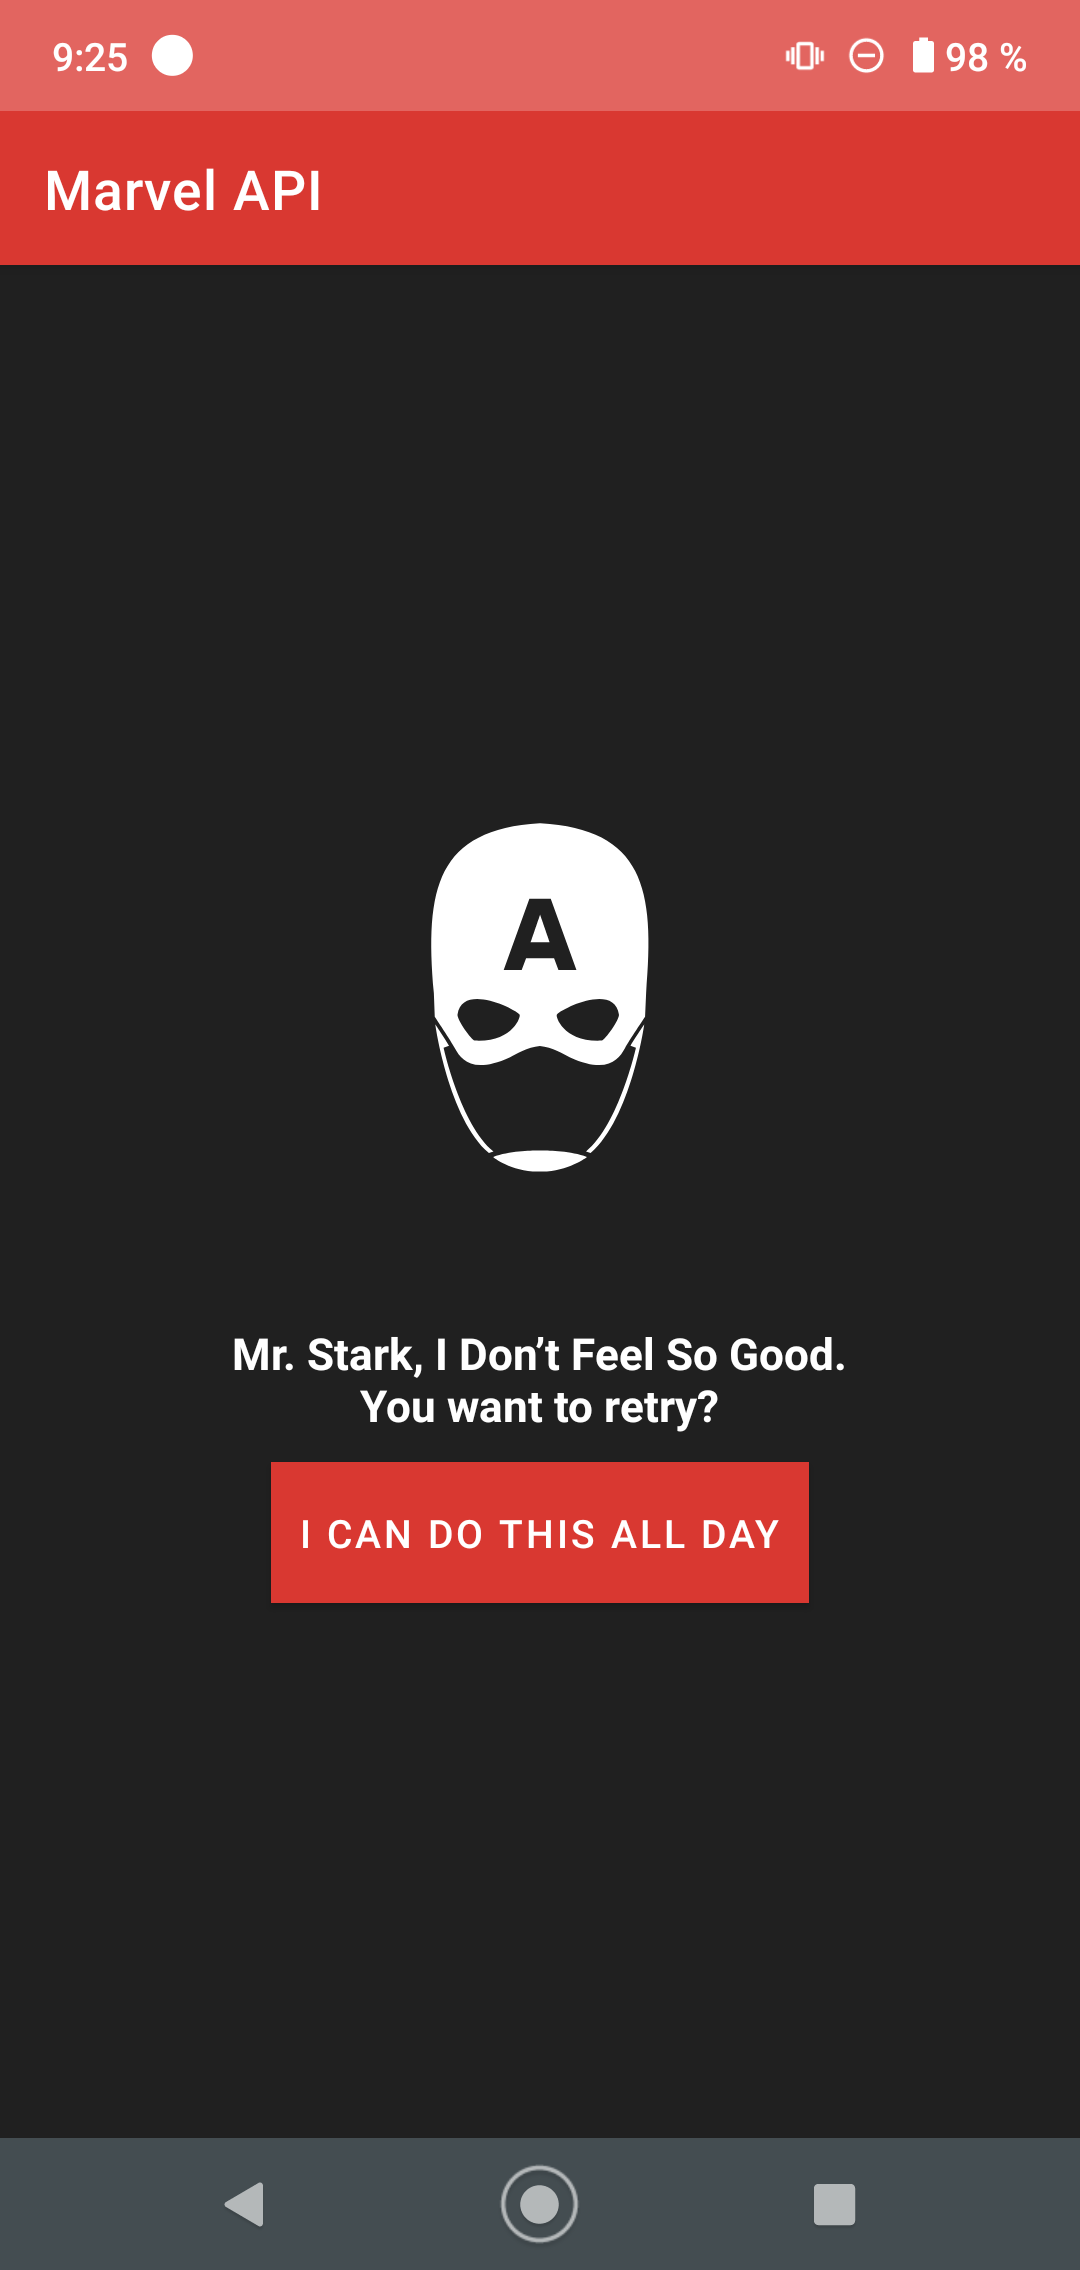 9:25 98 %
Marvel API
A
Mr. Stark, I Don’t Feel So Good.
You want to retry?
I CAN DO THIS ALL DAY